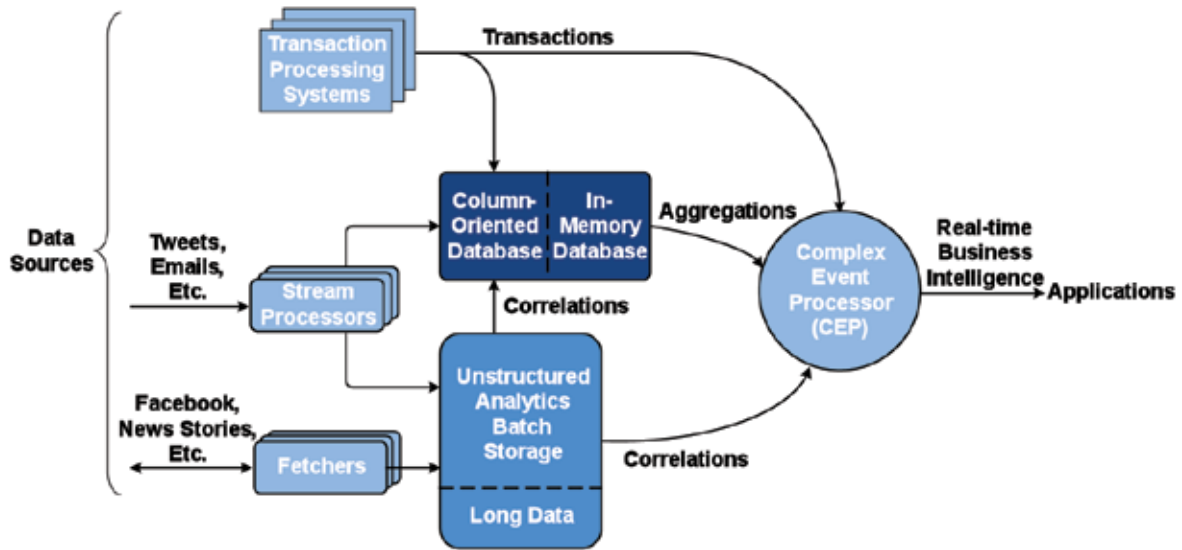 Transaction
Processing
Systems
Transactions
Data
Sources
Tweets,
Emails,
Etc.
Stream
Processors
Column-
Oriented
Database
In-
Memory
Database
Aggregations
Complex
Event
Processor
(CEP)
Real-time
Business
Intelligence
Applications
Correlations
Facebook,
News Stories,
Etc.
Fetchers
Unstructured
Analytics
Batch
Storage
Long Data
Correlations